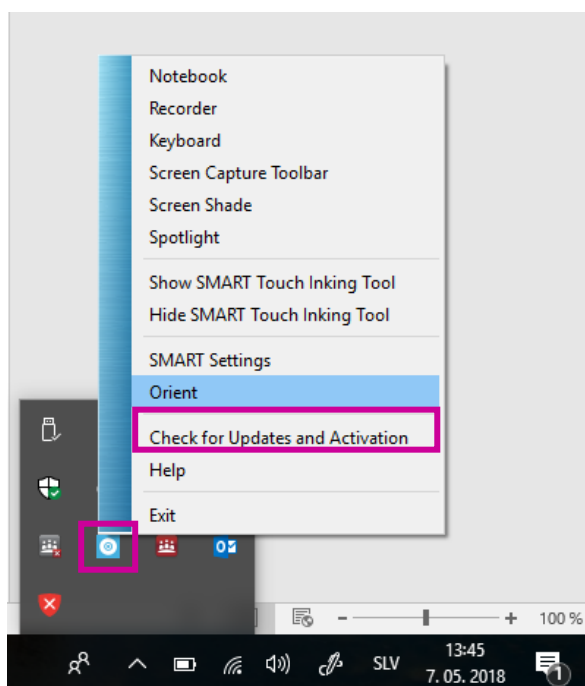 Notebook
Recorder
Keyboard
Screen Capture Toolbar
Screen Shade
Spotlight
Show SMART Touch Inking Tool
Hide SMART Touch Inking Tool
SMART Settings
Orient
Check for Updates and Activation
Help
Exit
100 %
SLV
13:45
7. 05. 2018
1